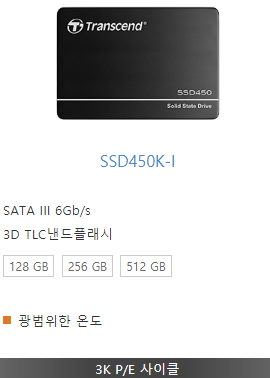 Transcend
SSD450
Solid State Drive
SSD450K-I
SATA III 6Gb/s
3D TLC낸드플래시
128 GB 256 GB 512 GB
광범위한 온도
3K P/E 사이클